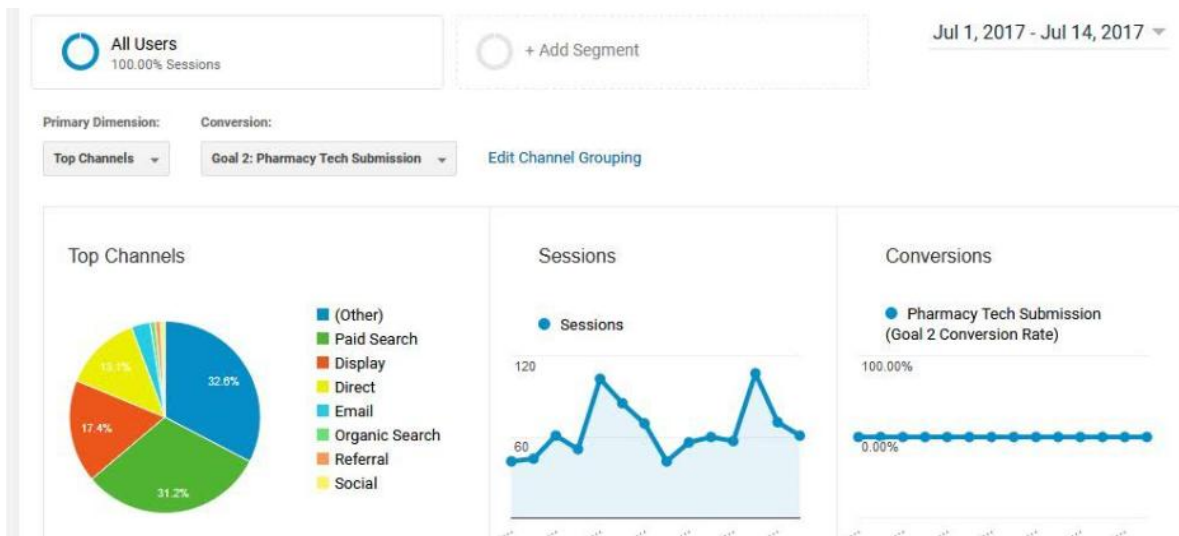 All Users
100.00% Sessions
+ Add Segment
Jul 1, 2017 - Jul 14, 2017
Primary Dimension:
Conversion:
Top Channels
Goal 2: Pharmacy Tech Submission
Edit Channel Grouping
Top Channels
(Other)
Paid Search
Display
Direct
Email
Organic Search
Referral
Social
32.6%
31.2%
17.4%
13.1%
Sessions
Sessions
120
60
Conversions
Pharmacy Tech Submission
(Goal 2 Conversion Rate)
100.00%
0.00%